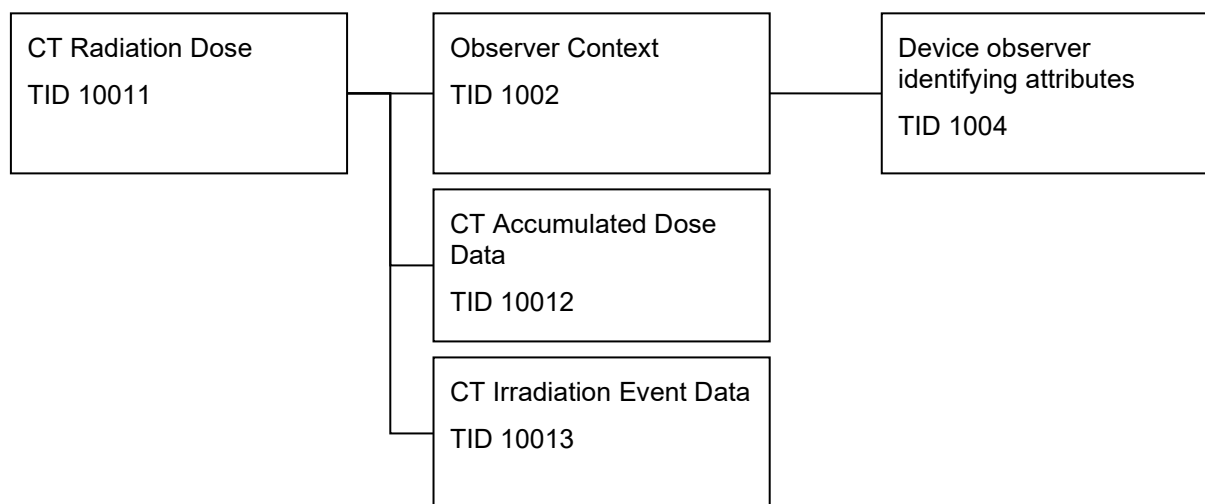 CT Radiation Dose
TID 10011
Observer Context
TID 1002
Device observer
identifying attributes
TID 1004
CT Accumulated Dose
Data
TID 10012
CT Irradiation Event Data
TID 10013